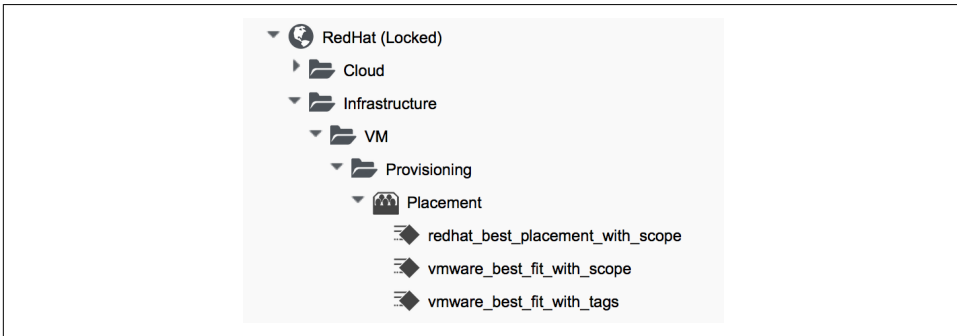 RedHat (Locked)
Cloud
Infrastructure
VM
Provisioning
Placement
redhat_best_placement_with_scope
vmware_best_fit_with_scope
vmware_best_fit_with_tags